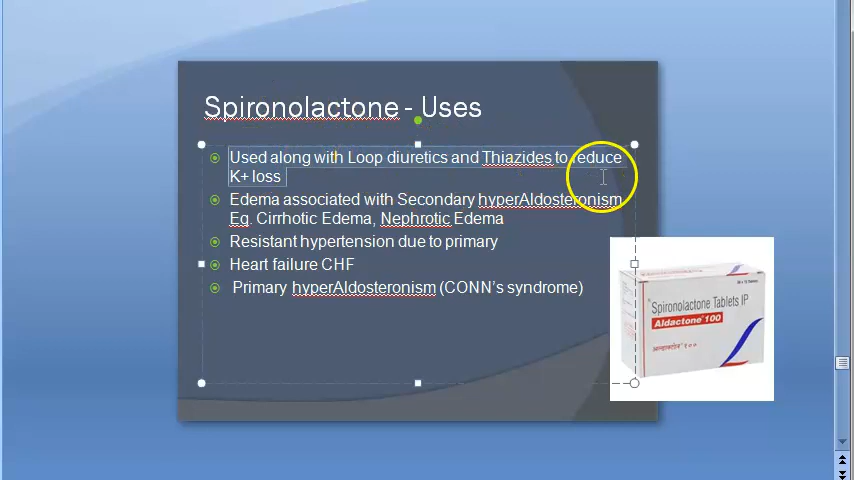 Spironolactone - Uses
Used along with Loop diuretics and Thiazides to reduce
K+ loss
Edema associated with Secondary hyperAldosteronism
Eg. Cirrhotic Edema, Nephrotic Edema
Resistant hypertension due to primary
Heart failure CHF
Primary hyperAldosteronism (CONN's syndrome)
Spironolactone Tablets IP
Aldactone 100